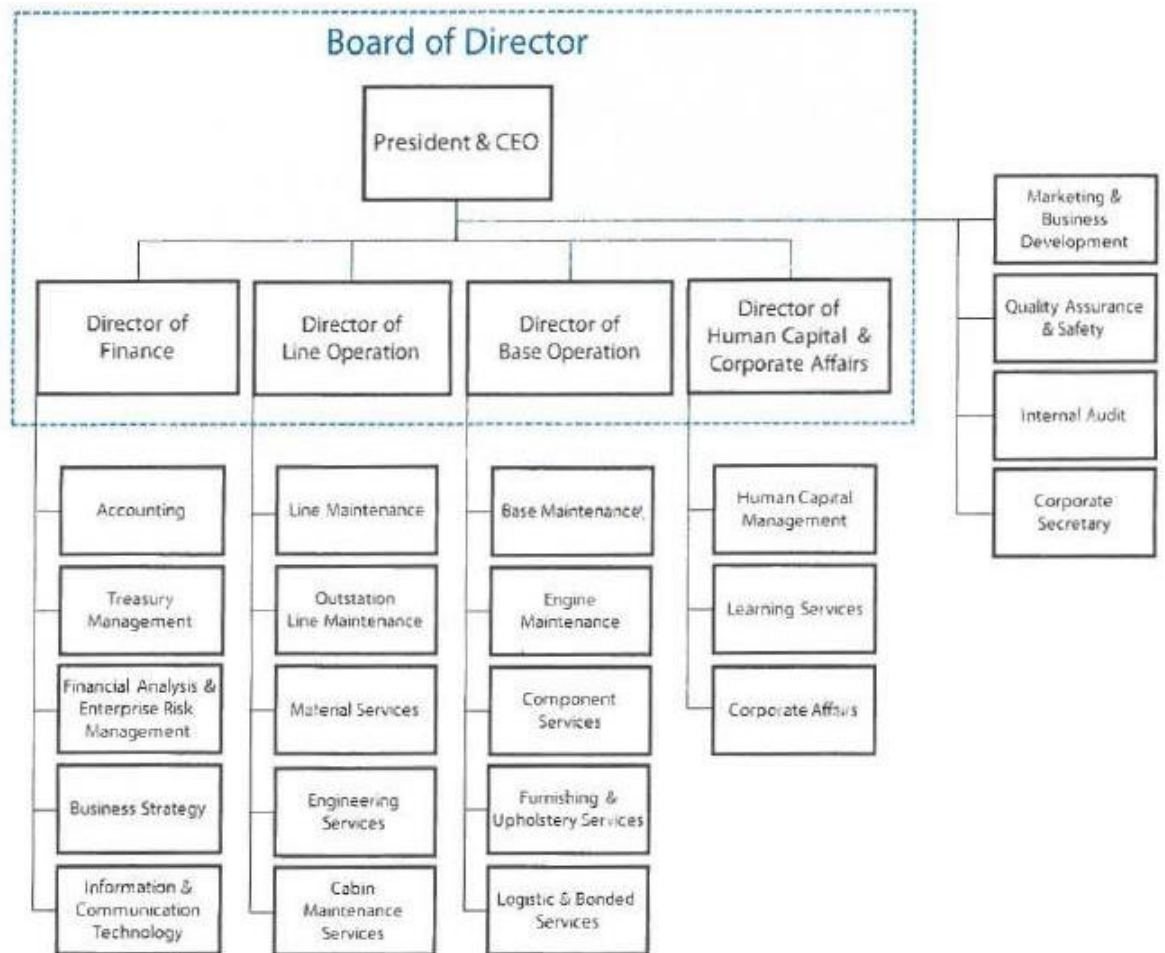 Board of Director
President & CEO
Marketing &
Business
Development
Quality Assurance
& Safety
Internal Audit
Corporate
Secretary
Director of
Finance
Director of
Line Operation
Director of
Base Operation
Director of
Human Capital &
Corporate Affairs
Accounting
Treasury
Management
Financial Analysis &
Enterprise Risk
Management
Business Strategy
Information &
Communication
Technology
Line Maintenance
Outstation
Line Maintenance
Material Services
Engineering
Services
Cabin
Maintenance
Services
Base Maintenance
Engine
Maintenance
Component
Services
Furnishing &
Upholstery Services
Logistic & Bonded
Services
Human Capital
Management
Learning Services
Corporate Affairs